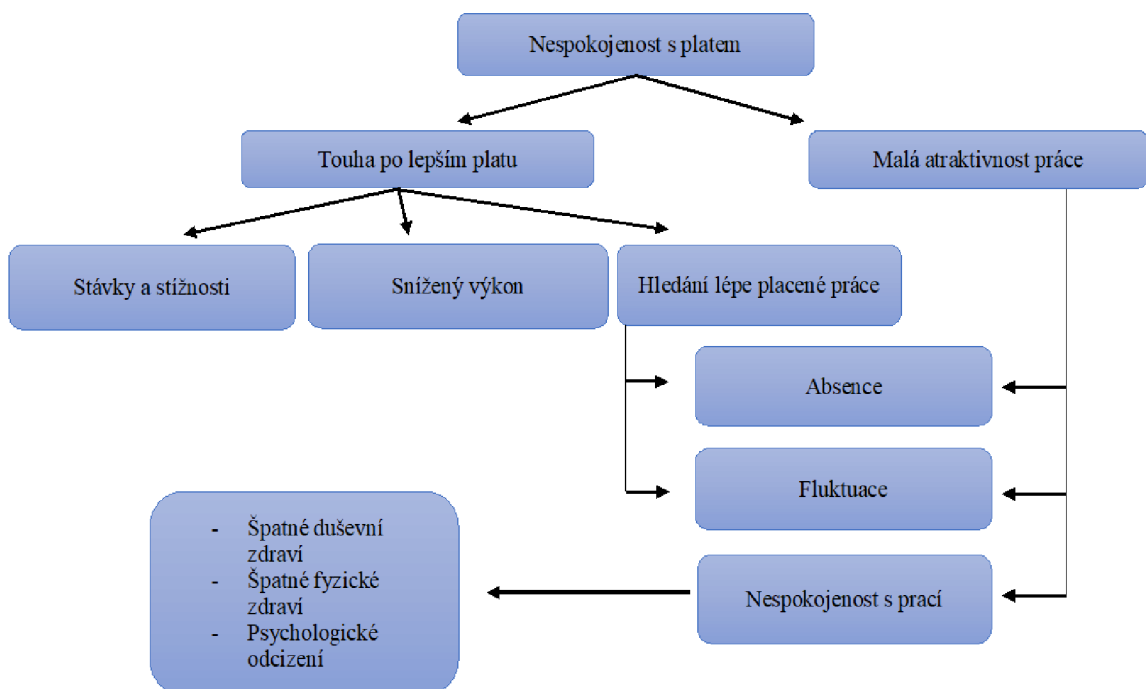 Nespokojenost s platem
Touha po lepším platu
Malá atraktivnost práce
Stávky a stížnosti
Snížený výkon
Hledání lépe placené práce
Absence
Fluktuace
- Špatné duševní
zdraví
- Špatné fyzické
zdraví
- Psychologické
odcizení
Nespokojenost s prací